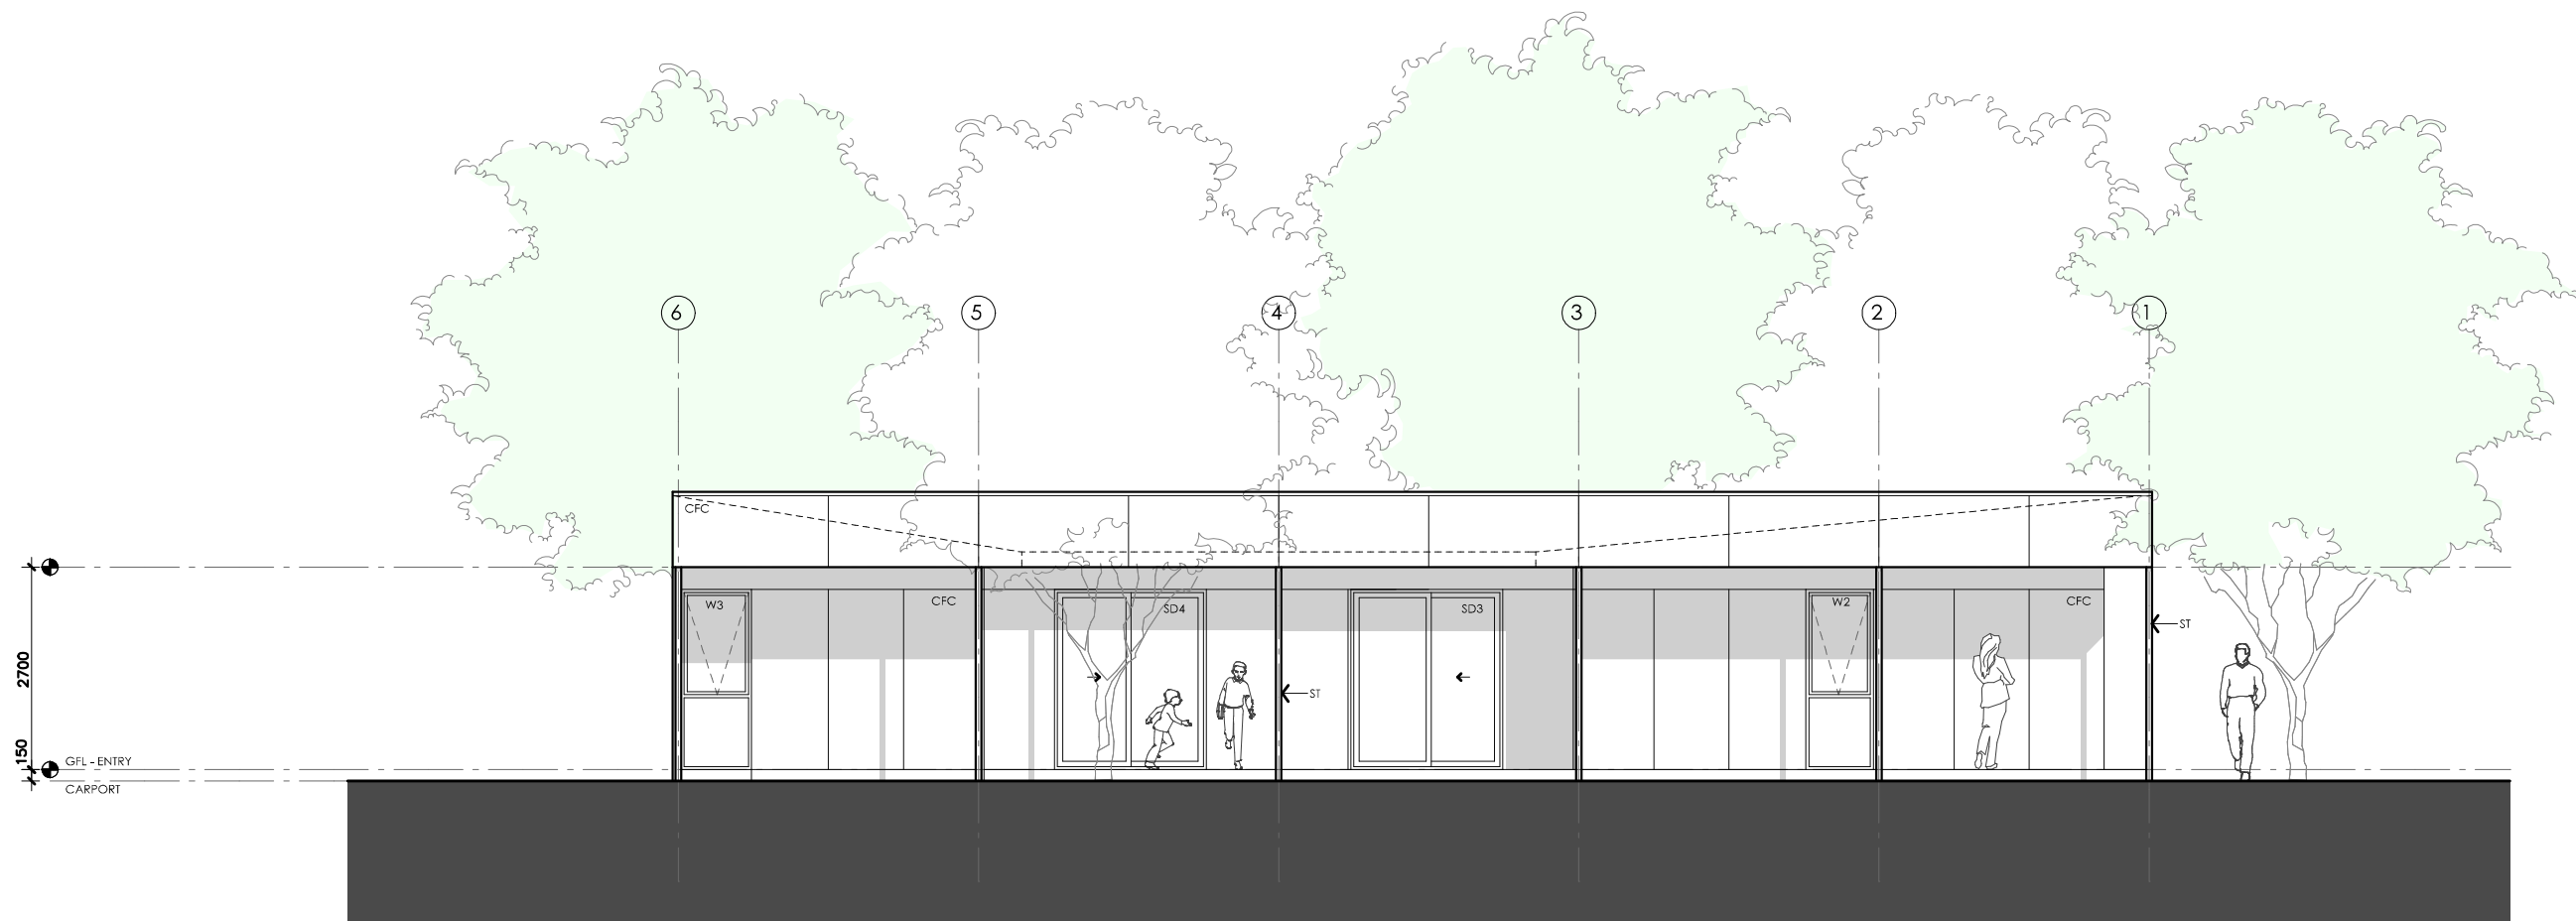 6
5
4
3
2
1
CFC
W3
CFC
SD4
SD3
W2
CFC
ST
ST
2700
150
GFL - ENTRY
CARPORT